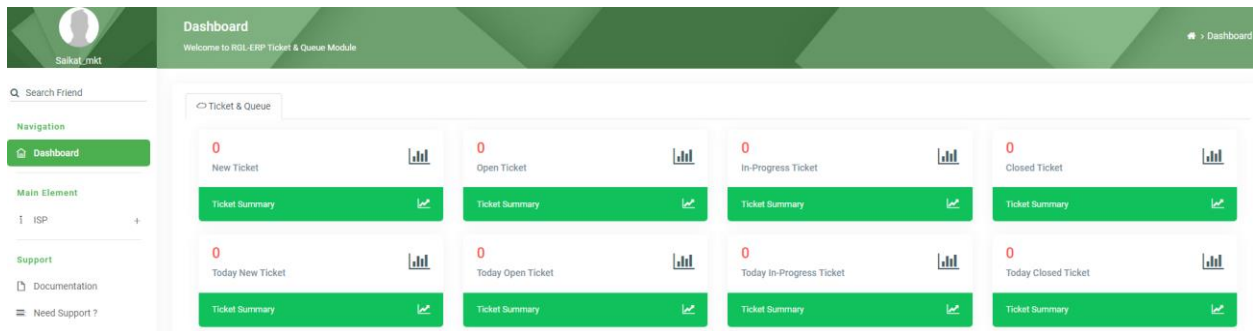 Dashboard
Welcome to RGL-ERP Ticket & Queue Module
> Dashboard
Saikat_mkt
Search Friend
Navigation
Dashboard
Main Element
ISP +
Support
Documentation
Need Support ?
Ticket & Queue
0 0 0 0
New Ticket Open Ticket In-Progress Ticket Closed Ticket
Ticket Summary Ticket Summary Ticket Summary Ticket Summary
0 0 0 0
Today New Ticket Today Open Ticket Today In-Progress Ticket Today Closed Ticket
Ticket Summary Ticket Summary Ticket Summary Ticket Summary